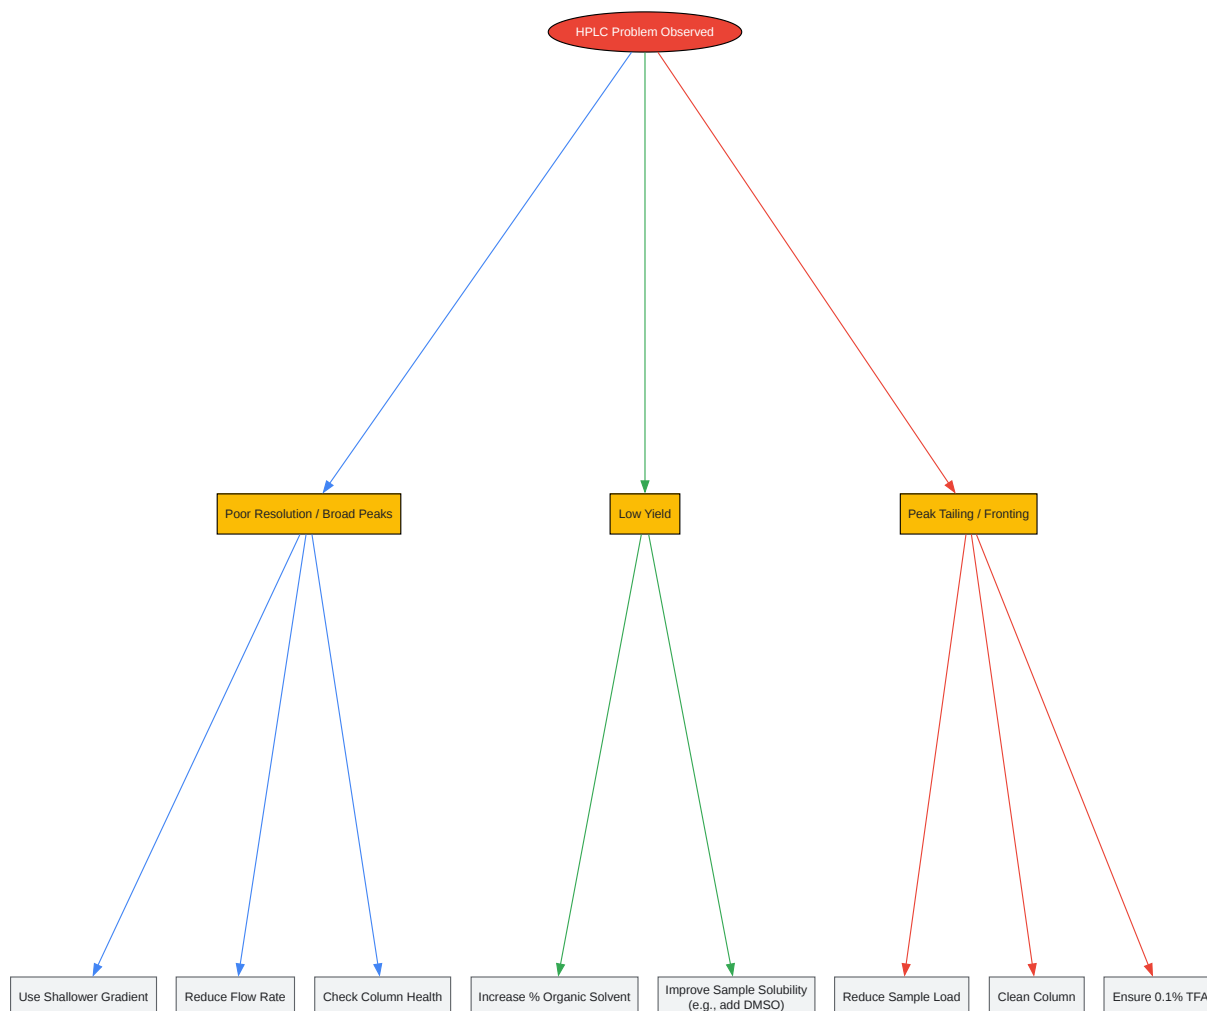 HPLC Problem Observed
Poor Resolution / Broad Peaks
Low Yield
Peak Tailing / Fronting
Use Shallower Gradient
Reduce Flow Rate
Check Column Health
Increase % Organic Solvent
Improve Sample Solubility
(e.g., add DMSO)
Reduce Sample Load
Clean Column
Ensure 0.1% TFA